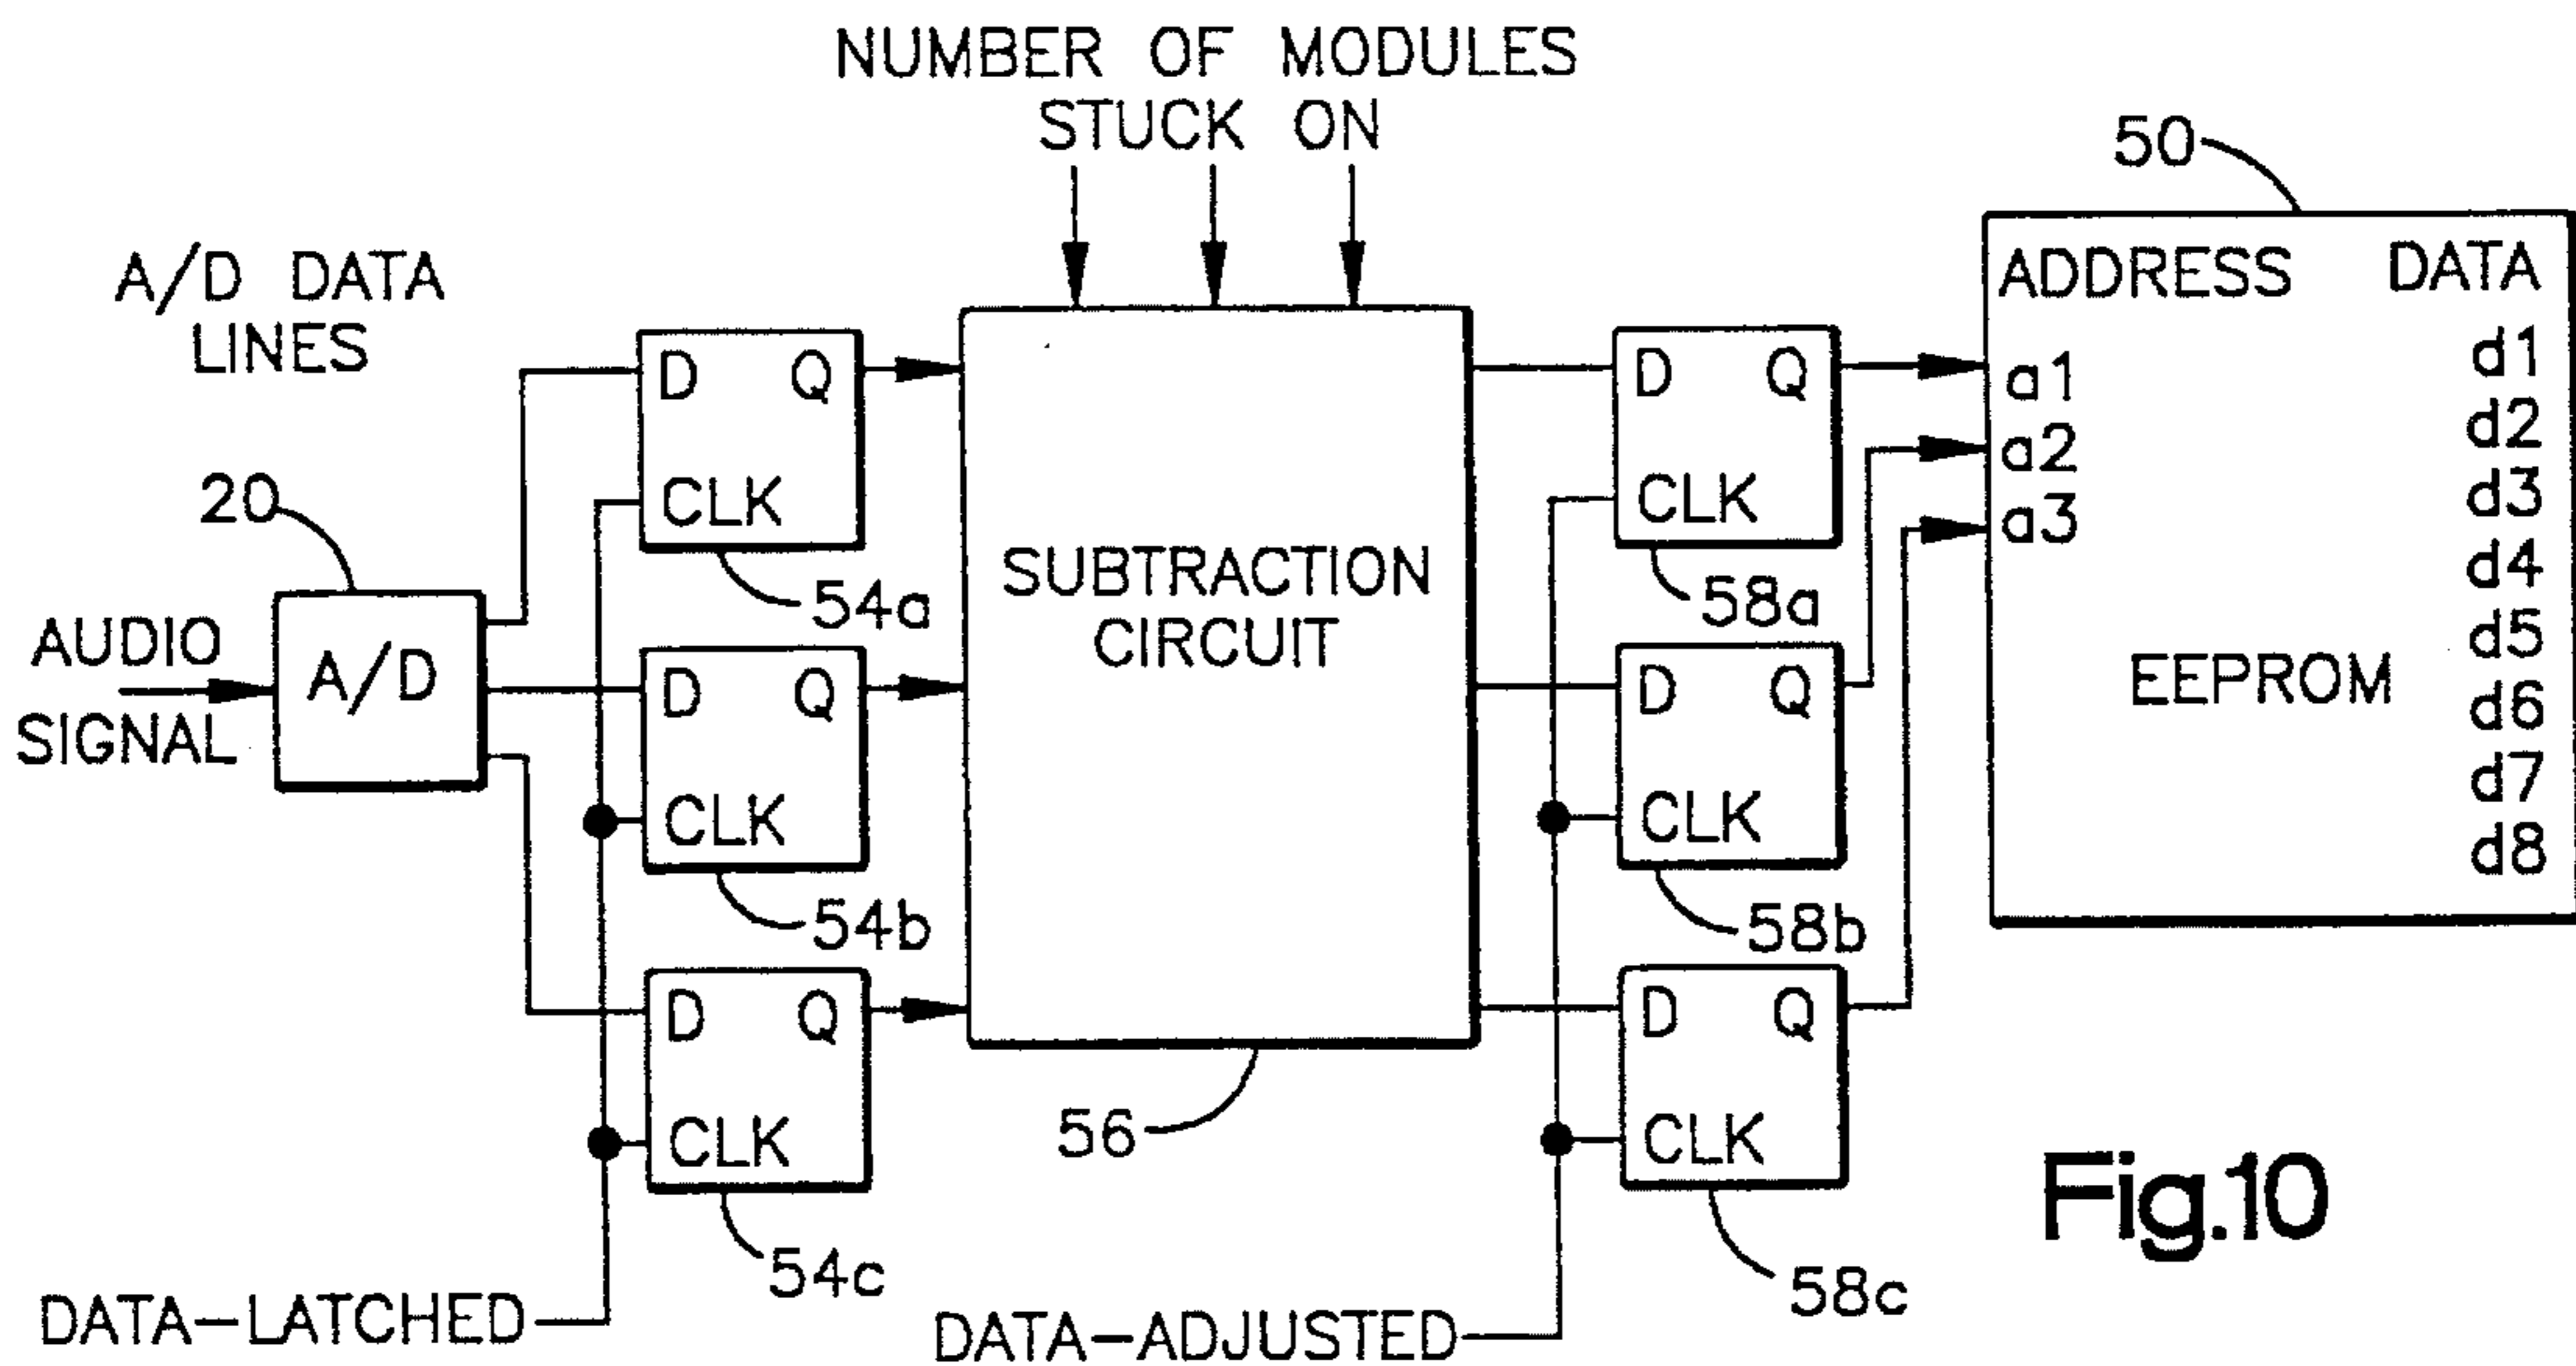 NUMBER OF MODULES
STUCK ON
A/D DATA
LINES
20
AUDIO
SIGNAL
A/D
D Q
CLK
54a
D Q
CLK
54b
D Q
CLK
54c
DATA-LATCHED
SUBTRACTION
CIRCUIT
56
D Q
CLK
58a
D Q
CLK
58b
D Q
CLK
58c
DATA-ADJUSTED
50
ADDRESS DATA
a1
a2
a3
d1
d2
d3
d4
d5
d6
d7
d8
EEPROM
Fig.10